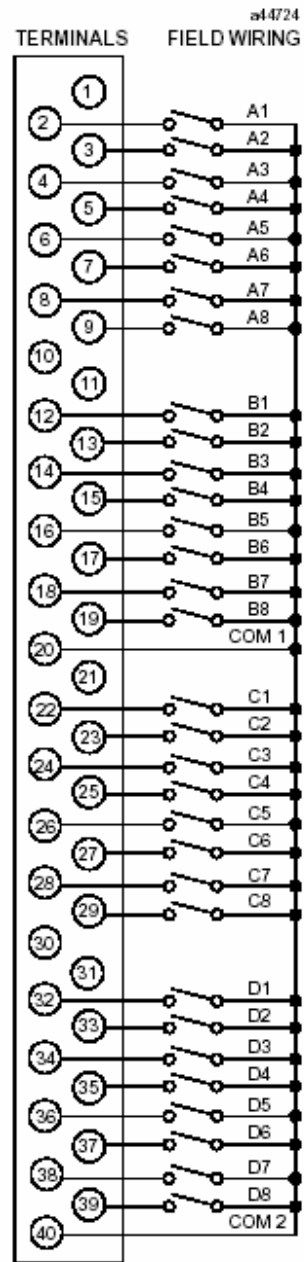 a44724
TERMINALS FIELD WIRING
1
2 A1
3 A2
4 A3
5 A4
6 A5
7 A6
8 A7
9 A8
10
11
12 B1
13 B2
14 B3
15 B4
16 B5
17 B6
18 B7
19 B8
20 COM 1
21
22 C1
23 C2
24 C3
25 C4
26 C5
27 C6
28 C7
29 C8
30
31
32 D1
33 D2
34 D3
35 D4
36 D5
37 D6
38 D7
39 D8
40 COM 2